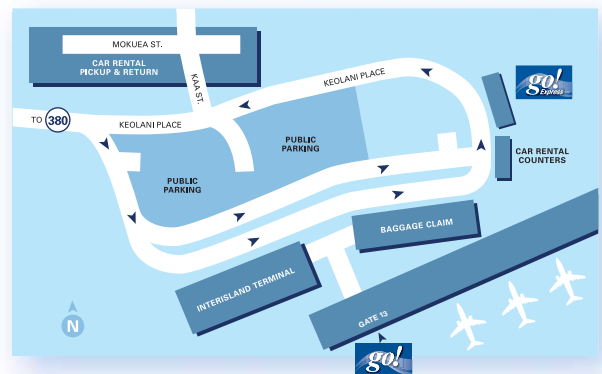 MOKUEA ST.
CAR RENTAL
PICKUP & RETURN
KAA ST.
KEOLANI PLACE
go!
Express
TO 380
KEOLANI PLACE
PUBLIC
PARKING
CAR RENTAL
COUNTERS
PUBLIC
PARKING
BAGGAGE CLAIM
INTERISLAND TERMINAL
GATE 13
N
go!